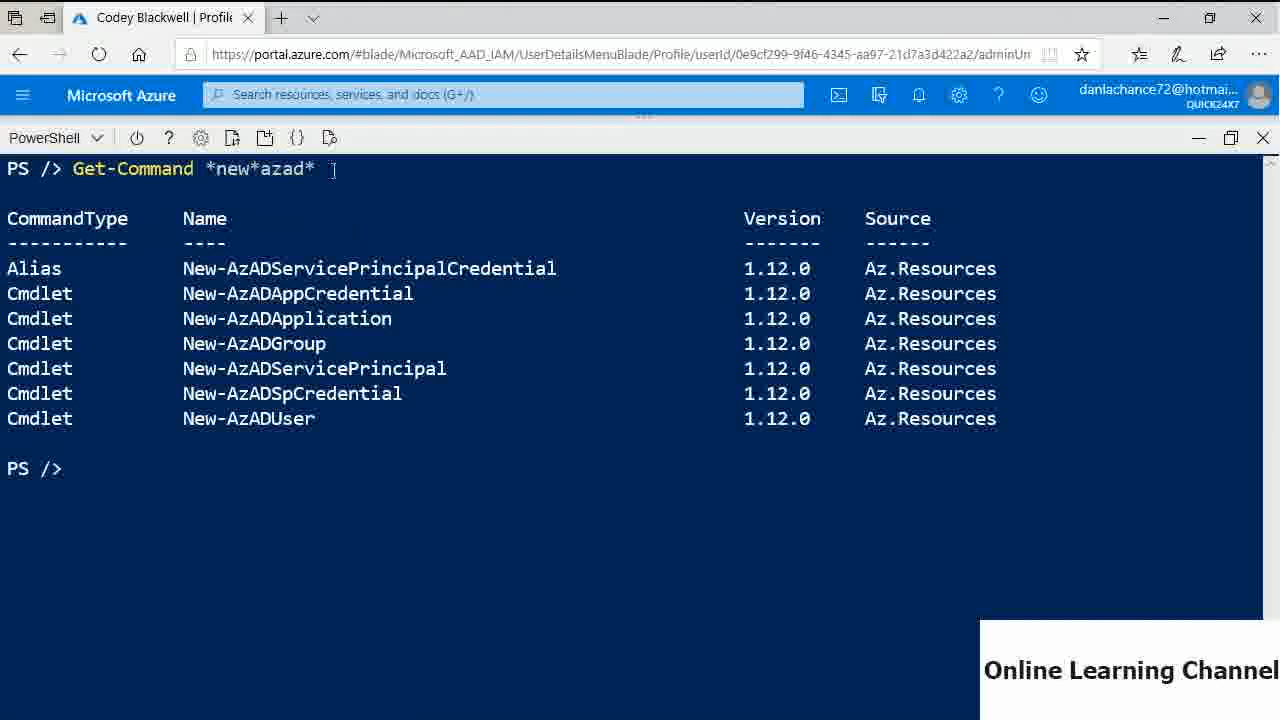 Codey Blackwell | Profile
https://portal.azure.com/#blade/Microsoft_AAD_IAM/UserDetailsMenuBlade/Profile/userId/0e9cf299-9f46-4345-aa97-21d7a3d422a2/adminUn
Microsoft Azure
Search resources, services, and docs (G+/)
danlachance72@hotmai...
QUICK24X7
PowerShell
PS /> Get-Command *new*azad*
CommandType Name Version Source
----------- ---- ------- ------
Alias New-AzADServicePrincipalCredential 1.12.0 Az.Resources
Cmdlet New-AzADAppCredential 1.12.0 Az.Resources
Cmdlet New-AzADApplication 1.12.0 Az.Resources
Cmdlet New-AzADGroup 1.12.0 Az.Resources
Cmdlet New-AzADServicePrincipal 1.12.0 Az.Resources
Cmdlet New-AzADSpCredential 1.12.0 Az.Resources
Cmdlet New-AzADUser 1.12.0 Az.Resources
PS />
Online Learning Channel